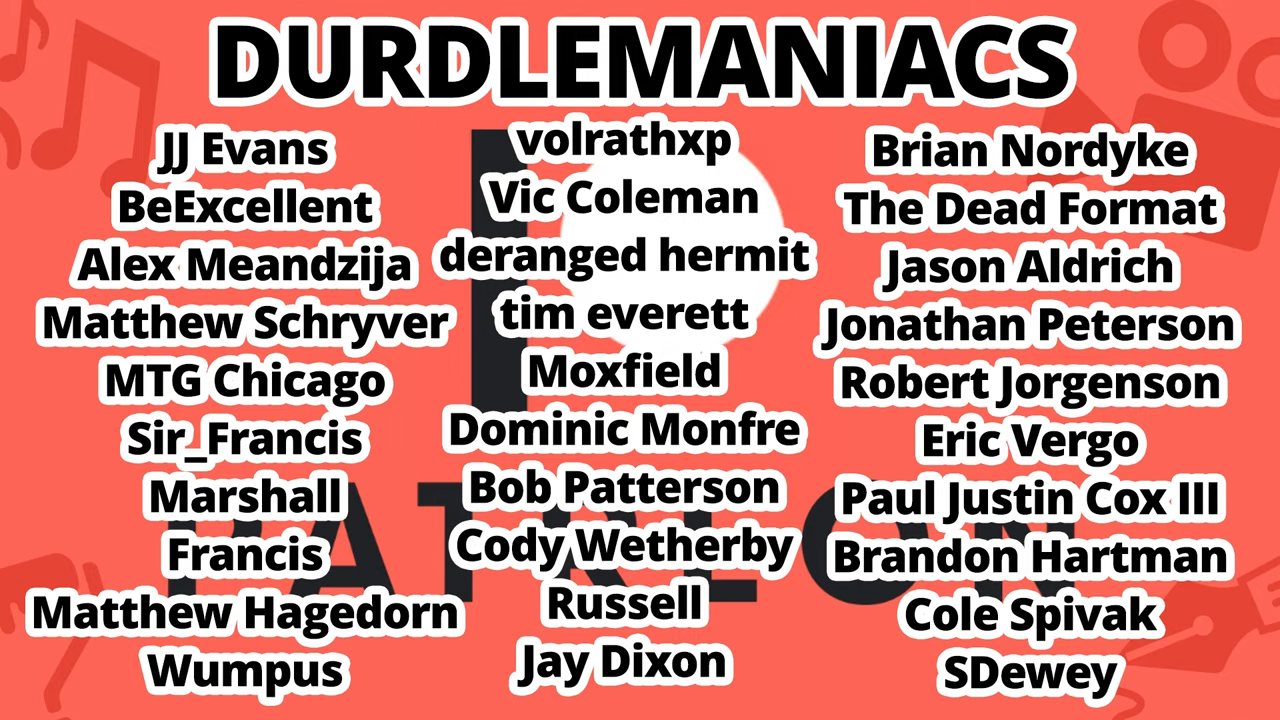 DURDLEMANIACS
JJ Evans
BeExcellent
Alex Meandzija
Matthew Schryver
MTG Chicago
Sir_Francis
Marshall
Francis
Matthew Hagedorn
Wumpus
volrathxp
Vic Coleman
deranged hermit
tim everett
Moxfield
Dominic Monfre
Bob Patterson
Cody Wetherby
Russell
Jay Dixon
Brian Nordyke
The Dead Format
Jason Aldrich
Jonathan Peterson
Robert Jorgenson
Eric Vergo
Paul Justin Cox III
Brandon Hartman
Cole Spivak
SDewey
PATREON